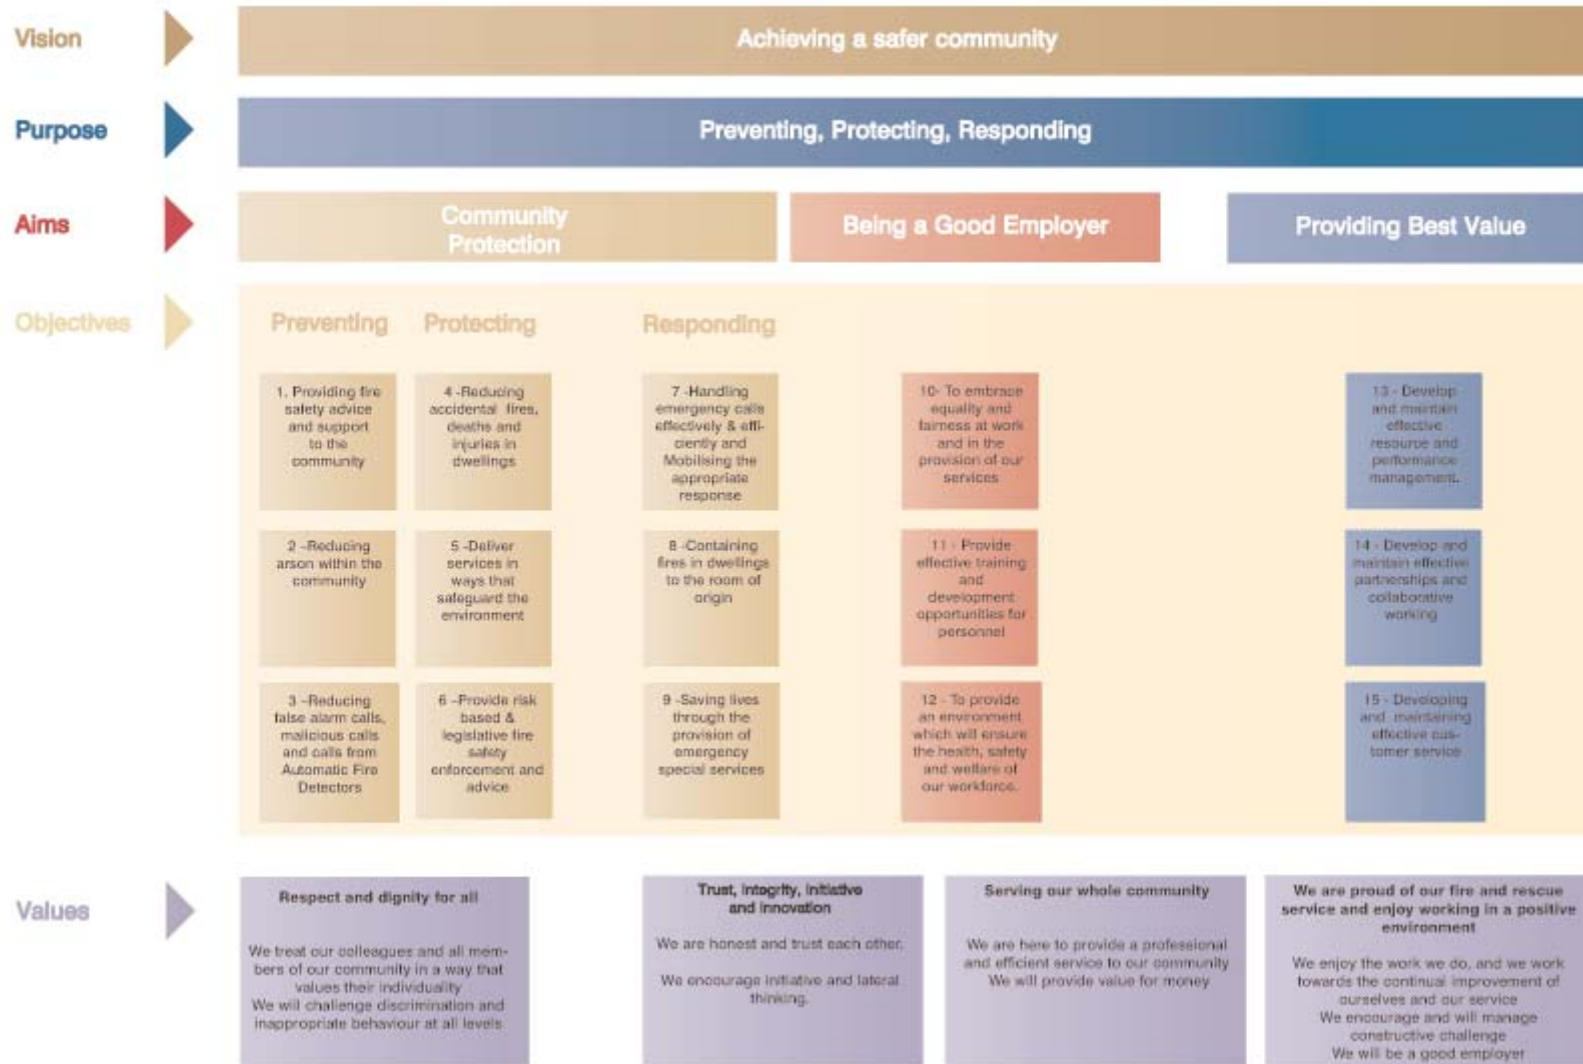 Vision
Achieving a safer community
Purpose
Preventing, Protecting, Responding
Aims
Community
Protection
Being a Good Employer
Providing Best Value
Objectives
Preventing
Protecting
Responding
1. Providing fire
safety advice
and support
to the
community
4 -Reducing
accidental fires,
deaths and
injuries in
dwellings
7 -Handling
emergency calls
effectively & effi-
ciently and
Mobilising the
appropriate
response
10- To embrace
equality and
fairness at work
and in the
provision of our
services
13 - Develop
and maintain
effective
resource and
performance
management.
2 -Reducing
arson within the
community
5 -Deliver
services in
ways that
safeguard the
environment
8 -Containing
fires in dwellings
to the room of
origin
11 - Provide
effective training
and
development
opportunities for
personnel
14 - Develop and
maintain effective
partnerships and
collaborative
working
3 -Reducing
false alarm calls,
malicious calls
and calls from
Automatic Fire
Detectors
6 -Provide risk
based &
legislative fire
safety
enforcement and
advice
9 -Saving lives
through the
provision of
emergency
special services
12 - To provide
an environment
which will ensure
the health, safety
and welfare of
our workforce.
15 - Developing
and maintaining
effective cus-
tomer service
Values
Respect and dignity for all
We treat our colleagues and all mem-
bers of our community in a way that
values their individuality
We will challenge discrimination and
inappropriate behaviour at all levels
Trust, integrity, initiative
and innovation
We are honest and trust each other.
We encourage initiative and lateral
thinking.
Serving our whole community
We are here to provide a professional
and efficient service to our community
We will provide value for money
We are proud of our fire and rescue
service and enjoy working in a positive
environment
We enjoy the work we do, and we work
towards the continual improvement of
ourselves and our service
We encourage and will manage
constructive challenge
We will be a good employer